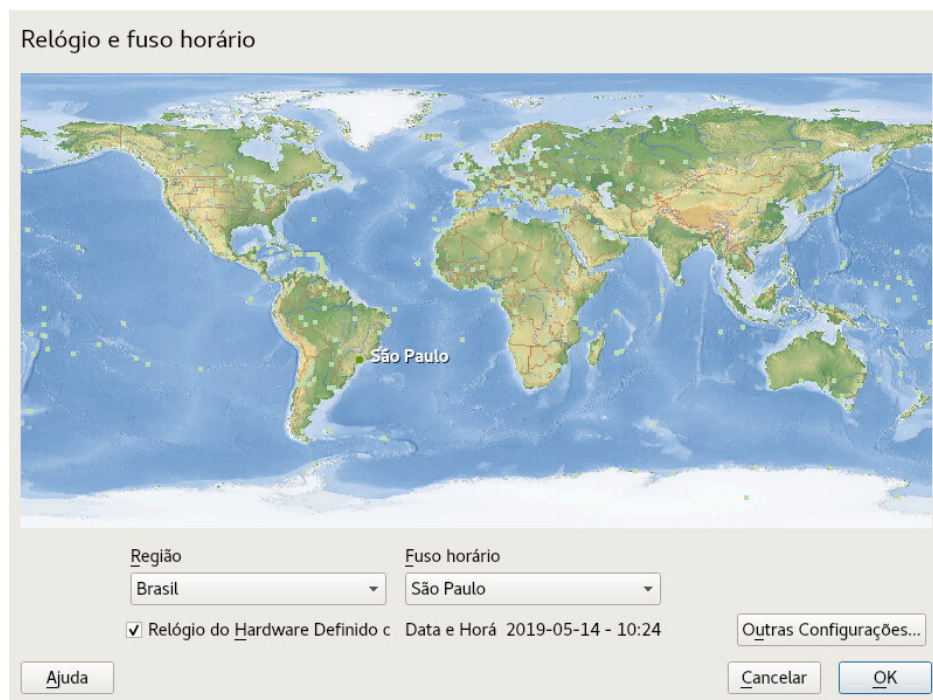 Relógio e fuso horário
São Paulo
Região
Fuso horário
Brasil
São Paulo
Relógio do Hardware Definido c
Data e Horá 2019-05-14 - 10:24
Outras Configurações...
Ajuda
Cancelar
OK